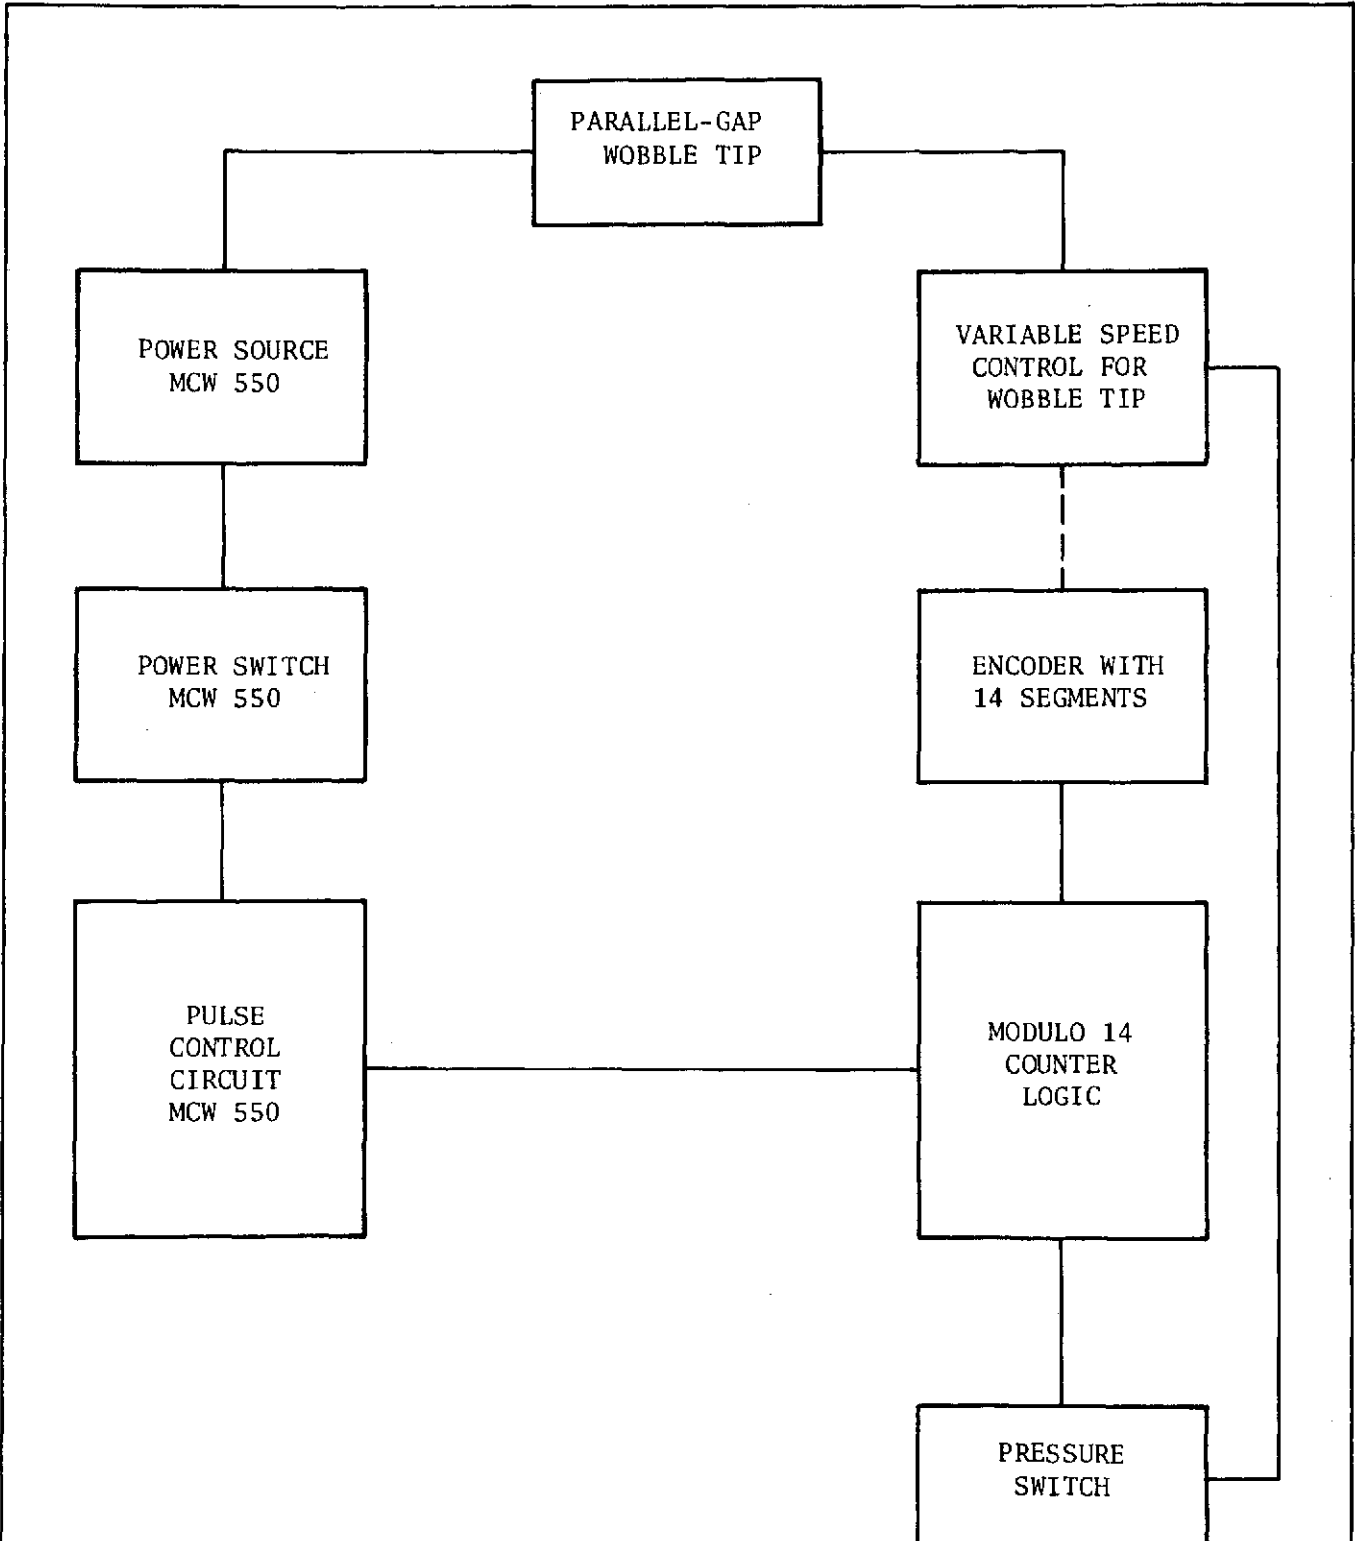 PARALLEL-GAP
WOBBLE TIP
POWER SOURCE
MCW 550
VARIABLE SPEED
CONTROL FOR
WOBBLE TIP
POWER SWITCH
MCW 550
ENCODER WITH
14 SEGMENTS
PULSE
CONTROL
CIRCUIT
MCW 550
MODULO 14
COUNTER
LOGIC
PRESSURE
SWITCH